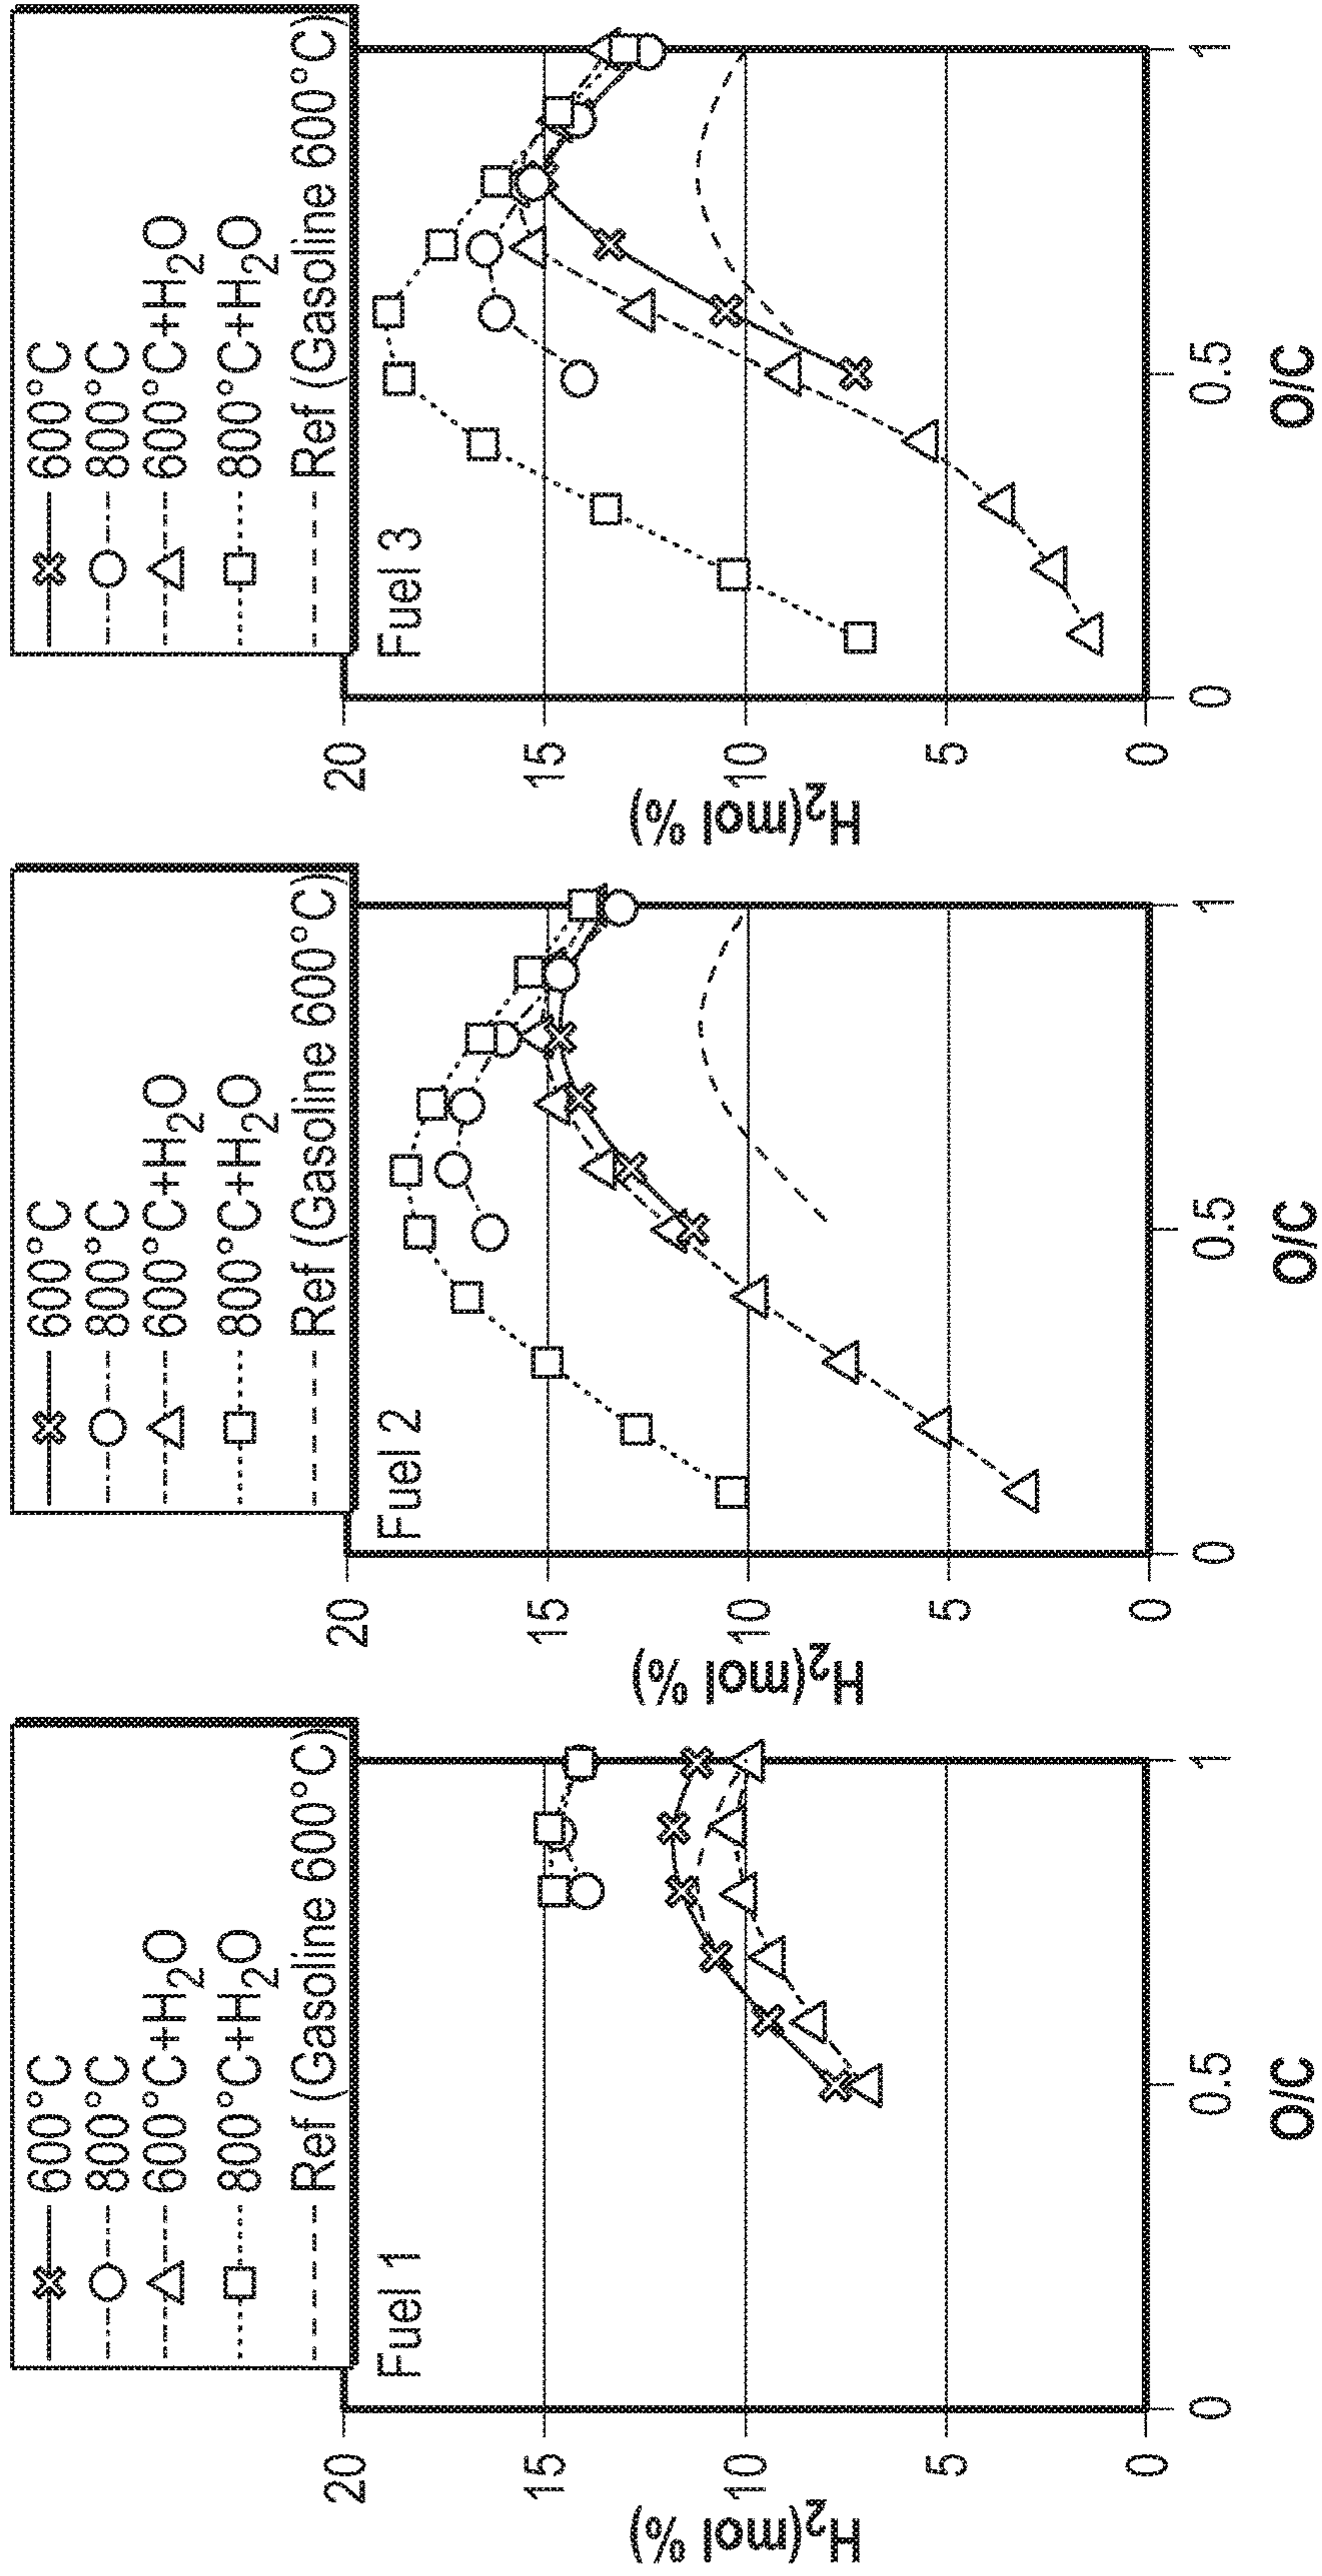 600°C
800°C
600°C+H₂O
800°C+H₂O
Ref (Gasoline 600°C)
Fuel 1
H₂(mol %)
20
15
10
5
0
0
0.5
1
O/C
600°C
800°C
600°C+H₂O
800°C+H₂O
Ref (Gasoline 600°C)
Fuel 2
H₂(mol %)
20
15
10
5
0
0
0.5
1
O/C
600°C
800°C
600°C+H₂O
800°C+H₂O
Ref (Gasoline 600°C)
Fuel 3
H₂(mol %)
20
15
10
5
0
0
0.5
1
O/C